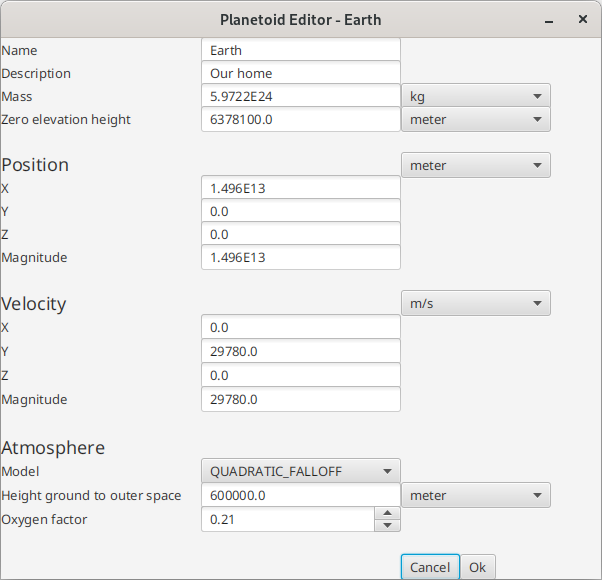 Planetoid Editor - Earth
Name Earth
Description Our home
Mass 5.9722E24 kg
Zero elevation height 6378100.0 meter
Position meter
X 1.496E13
Y 0.0
Z 0.0
Magnitude 1.496E13
Velocity m/s
X 0.0
Y 29780.0
Z 0.0
Magnitude 29780.0
Atmosphere
Model QUADRATIC_FALLOFF
Height ground to outer space 600000.0 meter
Oxygen factor 0.21
Cancel Ok